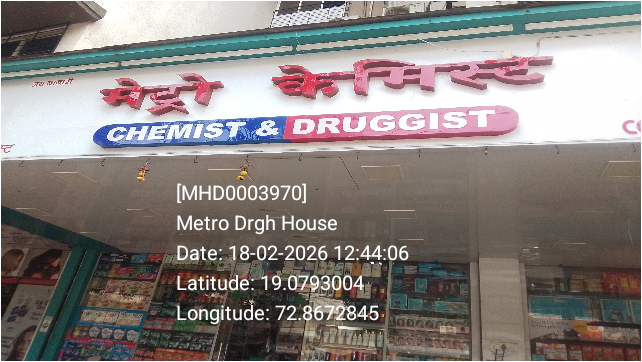 मेट्रो केमिस्ट
CHEMIST & DRUGGIST
[MHD0003970]
Metro Drgh House
Date: 18-02-2026 12:44:06
Latitude: 19.0793004
Longitude: 72.8672845